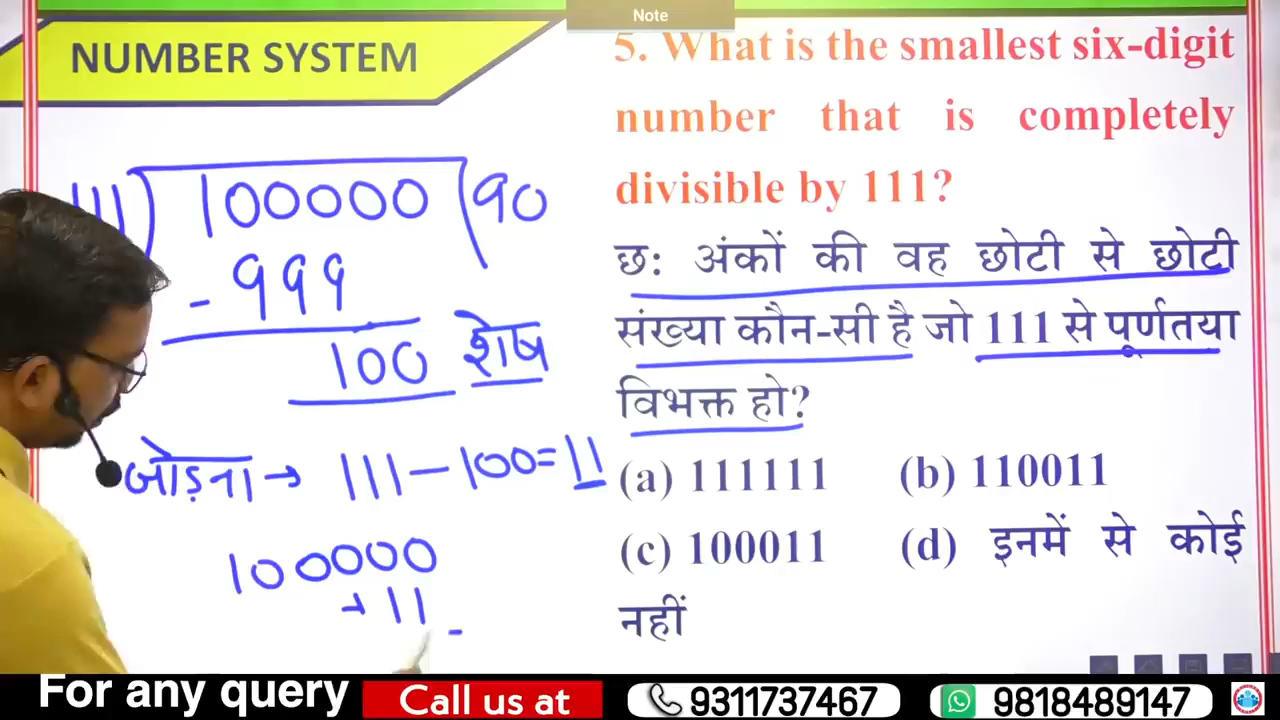 Note
NUMBER SYSTEM
5. What is the smallest six-digit
number that is completely
divisible by 111?
छः अंकों की वह छोटी से छोटी
संख्या कौन-सी है जो 111 से पूर्णतया
विभक्त हो?
(a) 111111 (b) 110011
(c) 100011 (d) इनमें से कोई
नहीं
111) 100000 (90
- 999
100 शेष
जोड़ना → 111 - 100 = 11
100000
+ 11
For any query Call us at 9311737467 9818489147